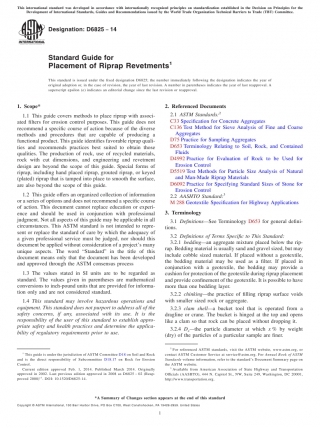 This international standard was developed in accordance with internationally recognized principles on standardization established in the Decision on Principles for the
Development of International Standards, Guides and Recommendations issued by the World Trade Organization Technical Barriers to Trade (TBT) Committee.
Designation: D6825 − 14
INTERNATIONAL
Standard Guide for
Placement of Riprap Revetments1
This standard is issued under the fixed designation D6825; the number immediately following the designation indicates the year of
original adoption or, in the case of revision, the year of last revision. A number in parentheses indicates the year of last reapproval. A
superscript epsilon (ε) indicates an editorial change since the last revision or reapproval.
1. Scope*
1.1 This guide covers methods to place riprap with associ-
ated filters for erosion control purposes. This guide does not
recommend a specific course of action because of the diverse
methods and procedures that are capable of producing a
functional product. This guide identifies favorable riprap quali-
ties and recommends practices best suited to obtain those
qualities. The production of rock, use of recycled materials,
rock with cut dimensions, and engineering and revetment
design are beyond the scope of this guide. Special forms of
riprap, including hand placed riprap, grouted riprap, or keyed
(plated) riprap that is tamped into place to smooth the surface,
are also beyond the scope of this guide.
1.2 This guide offers an organized collection of information
or a series of options and does not recommend a specific course
of action. This document cannot replace education or experi-
ence and should be used in conjunction with professional
judgment. Not all aspects of this guide may be applicable in all
circumstances. This ASTM standard is not intended to repre-
sent or replace the standard of care by which the adequacy of
a given professional service must be judged, nor should this
document be applied without consideration of a project's many
unique aspects. The word "Standard" in the title of this
document means only that the document has been developed
and approved through the ASTM consensus process.
1.3 The values stated in SI units are to be regarded as
standard. The values given in parentheses are mathematical
conversions to inch-pound units that are provided for informa-
tion only and are not considered standard.
1.4 This standard may involve hazardous operations and
equipment. This standard does not purport to address all of the
safety concerns, if any, associated with its use. It is the
responsibility of the user of this standard to establish appro-
priate safety and health practices and determine the applica-
bility of regulatory requirements prior to use.
1 This guide is under the jurisdiction of ASTM Committee D18 on Soil and Rock
and is the direct responsibility of Subcommittee D18.17 on Rock for Erosion
Control.
Current edition approved Feb. 1, 2014. Published March 2014. Originally
approved in 2002. Last previous edition approved in 2008 as
2. Referenced Documents
2.1 ASTM Standards:2
C33 Specification for Concrete Aggregates
C136 Test Method for Sieve Analysis of Fine and Coarse
Aggregates
D75 Practice for Sampling Aggregates
D653 Terminology Relating to Soil, Rock, and Contained
Fluids
D4992 Practice for Evaluation of Rock to be Used for
Erosion Control
D5519 Test Methods for Particle Size Analysis of Natural
and Man-Made Riprap Materials
D6092 Practice for Specifying Standard Sizes of Stone for
Erosion Control
2.2 AASHTO Standard:3
M 288 Geotextile Specification for Highway Applications
3. Terminology
3.1 Definitions—See Terminology D653 for general defini-
tions.
3.2 Definitions of Terms Specific to This Standard:
3.2.1 bedding—an aggregate mixture placed below the rip-
rap. Bedding material is usually sand and gravel sized, but may
include cobble sized material. If placed without a geotextile,
the bedding material may be used as a filter. If placed in
conjunction with a geotextile, the bedding may provide a
cushion for protection of the geotextile during riprap placement
and provide confinement of the geotextile. It is possible to have
more than one bedding layer.
3.2.2 chinking—the practice of filling riprap surface voids
with smaller sized rock or aggregate.
3.2.3 clam shell—a bucket tool that is operated from a
dragline or crane. The bucket is hinged at the top and opens
like a clam so that rock can be placed without dropping it.
3.2.4 Dx—the particle diameter at which x % by weight
(dry) of the particles of a particular sample are finer.
2 For referenced ASTM standards, visit the ASTM website, www.astm.org, or
contact ASTM Customer Service at service@astm.org. For Annual Book of ASTM
Standards volume information, refer to the standard's Document Summary page on
the ASTM website.
3 Available from American Association of State Highway and Transportation
Officials (AASHTO), 444 N. Capitol St., NW, Suite 249, Washington, DC 20001,
http://www.transportation.org.
*A Summary of Changes section appears at the end of this standard
Copyright © ASTM International, 100 Barr Harbor Drive, PO Box C700, West Conshohocken, PA 19428-2959. United States
1